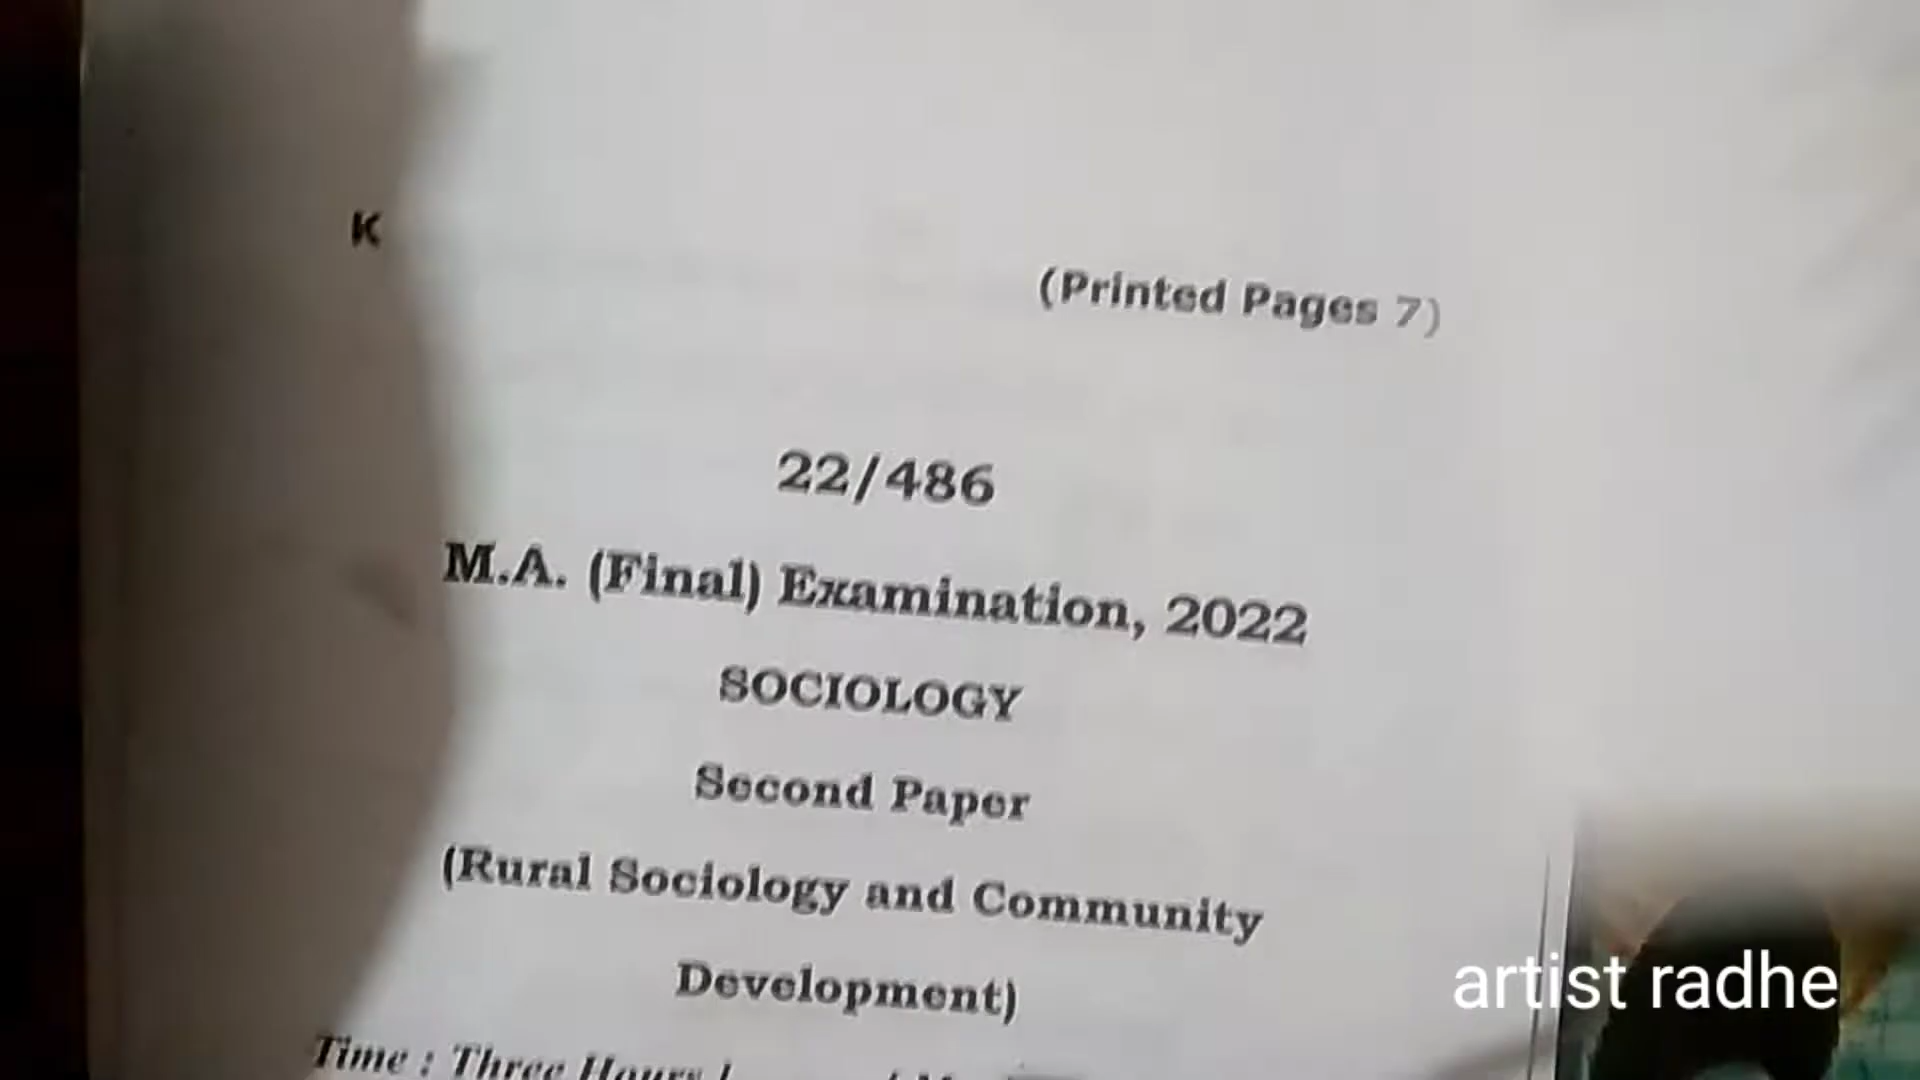 K
(Printed Pages 7)
22/486
M.A. (Final) Examination, 2022
SOCIOLOGY
Second Paper
(Rural Sociology and Community
Development)
Time : Three Hours
artist radhe